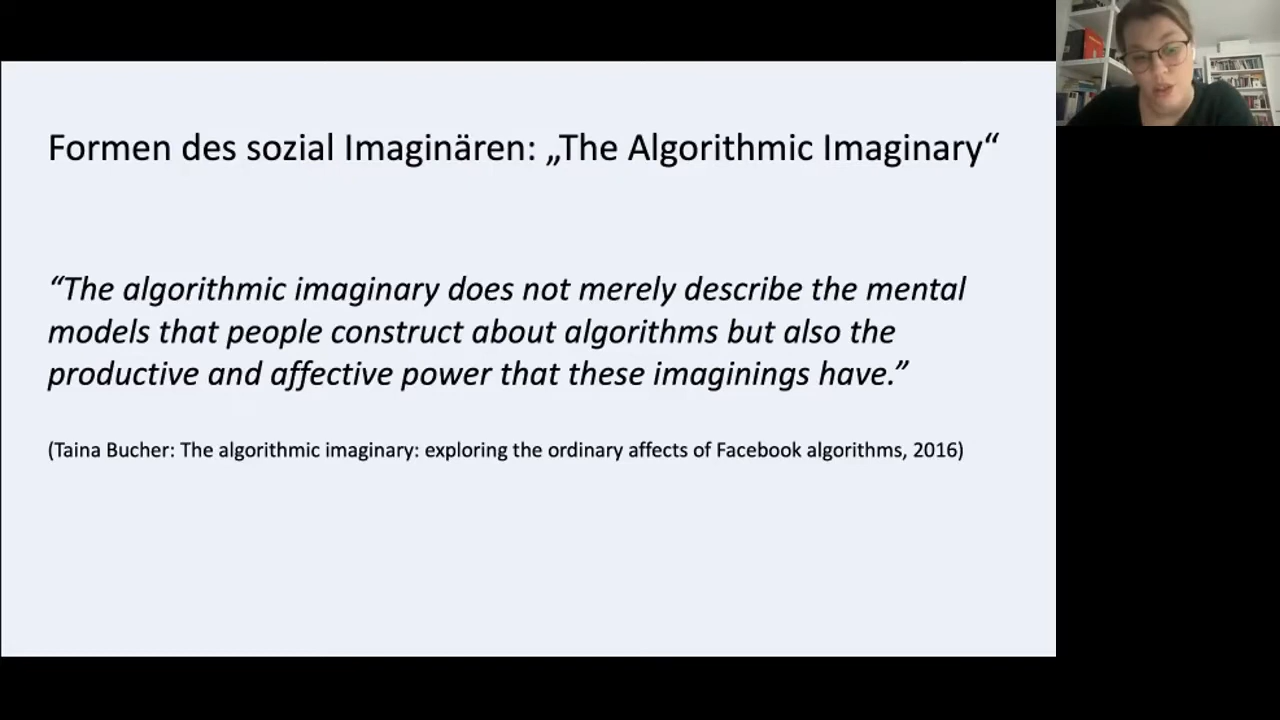 Formen des sozial Imaginären: „The Algorithmic Imaginary“
“The algorithmic imaginary does not merely describe the mental
models that people construct about algorithms but also the
productive and affective power that these imaginings have.”
(Taina Bucher: The algorithmic imaginary: exploring the ordinary affects of Facebook algorithms, 2016)